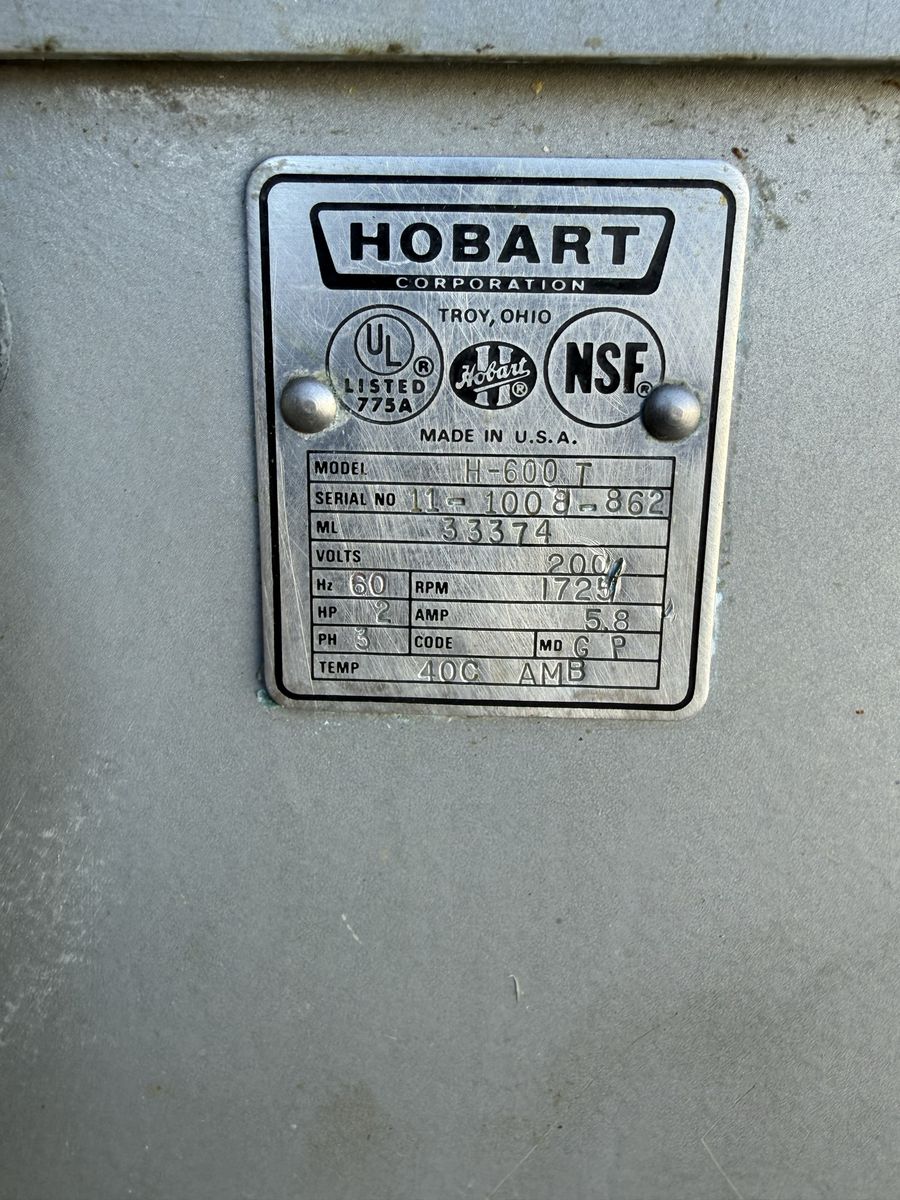 HOBART
CORPORATION
TROY, OHIO
UL ®
LISTED
775A
Hobart ®
NSF®
MADE IN U.S.A.
MODEL H-600 T
SERIAL NO 11-1008-862
ML 33374
VOLTS 200
Hz 60 RPM 1725
HP 2 AMP 5.8
PH 3 CODE MD G P
TEMP 40C AMB